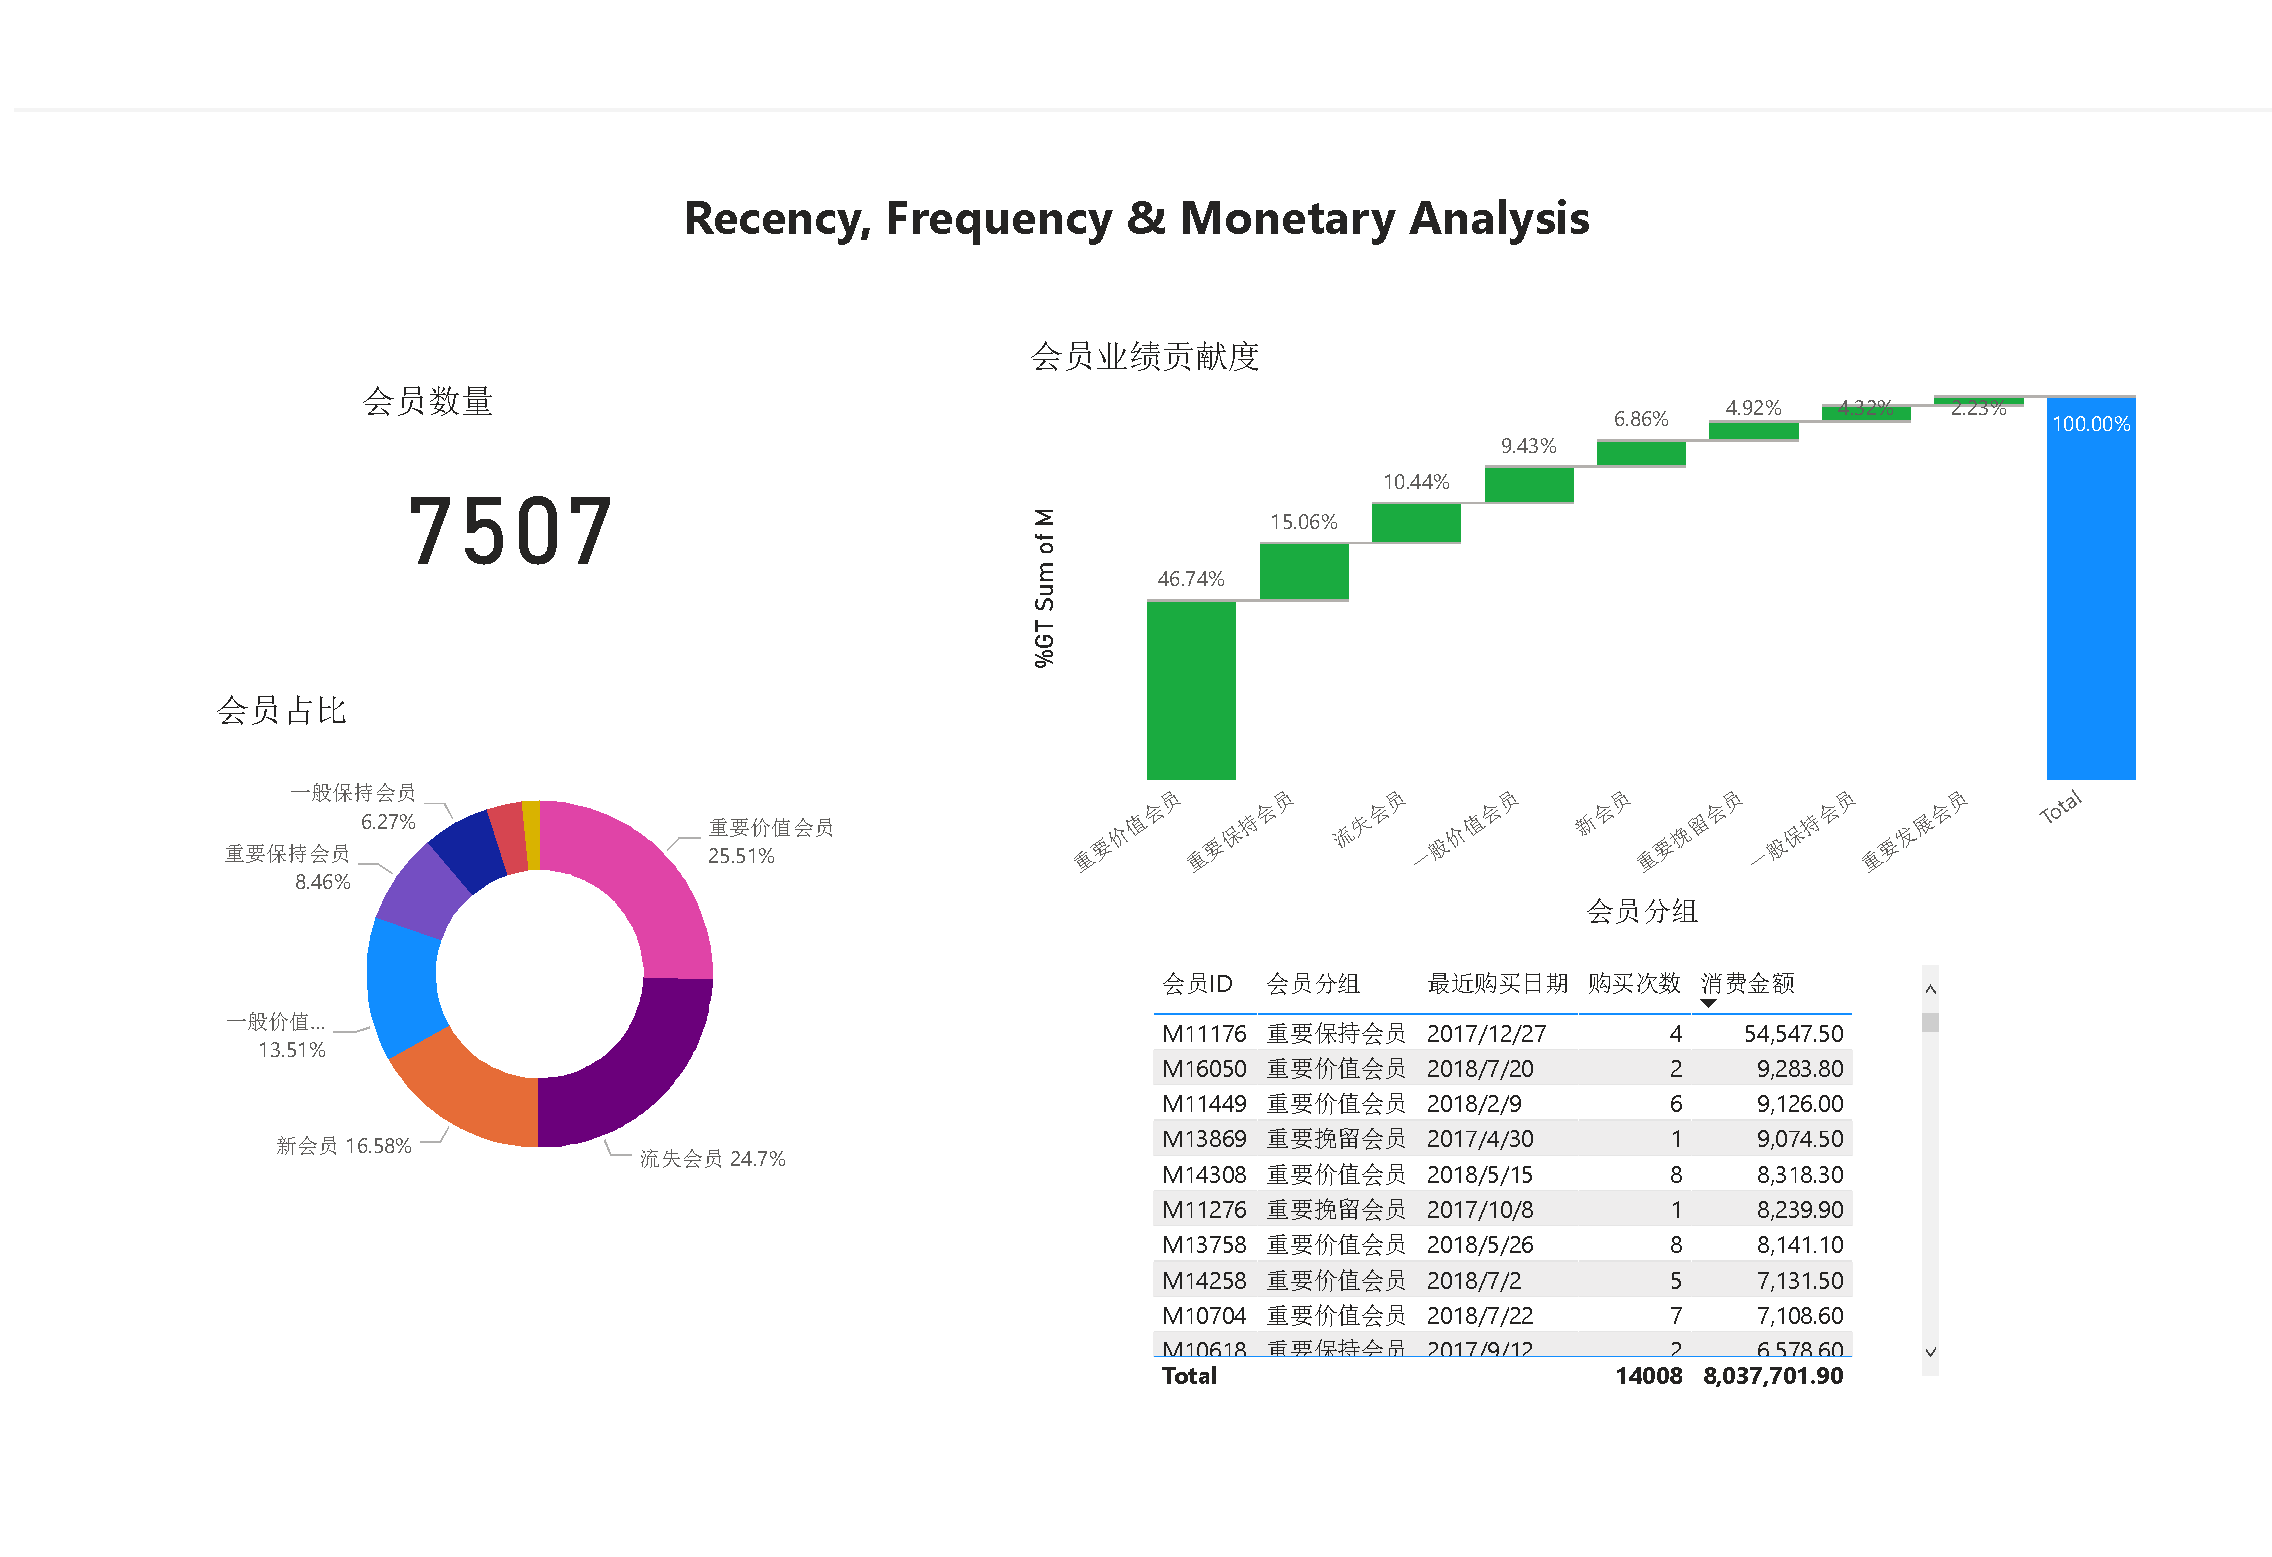 Recency, Frequency & Monetary Analysis
会员数量
7507
会员占比
一般保持会员
6.27%
重要保持会员
8.46%
一般价值...
13.51%
新会员 16.58%
流失会员 24.7%
重要价值会员
25.51%
会员业绩贡献度
%GT Sum of M
46.74%
15.06%
10.44%
9.43%
6.86%
4.92%
4.32%
2.23%
100.00%
重要价值会员
重要保持会员
流失会员
一般价值会员
新会员
重要挽留会员
一般保持会员
重要发展会员
Total
会员分组
会员ID 会员分组 最近购买日期 购买次数 消费金额
M11176 重要保持会员 2017/12/27 4 54,547.50
M16050 重要价值会员 2018/7/20 2 9,283.80
M11449 重要价值会员 2018/2/9 6 9,126.00
M13869 重要挽留会员 2017/4/30 1 9,074.50
M14308 重要价值会员 2018/5/15 8 8,318.30
M11276 重要挽留会员 2017/10/8 1 8,239.90
M13758 重要价值会员 2018/5/26 8 8,141.10
M14258 重要价值会员 2018/7/2 5 7,131.50
M10704 重要价值会员 2018/7/22 7 7,108.60
M10618 重要保持会员 2017/9/12 2 6,578.60
Total 14008 8,037,701.90